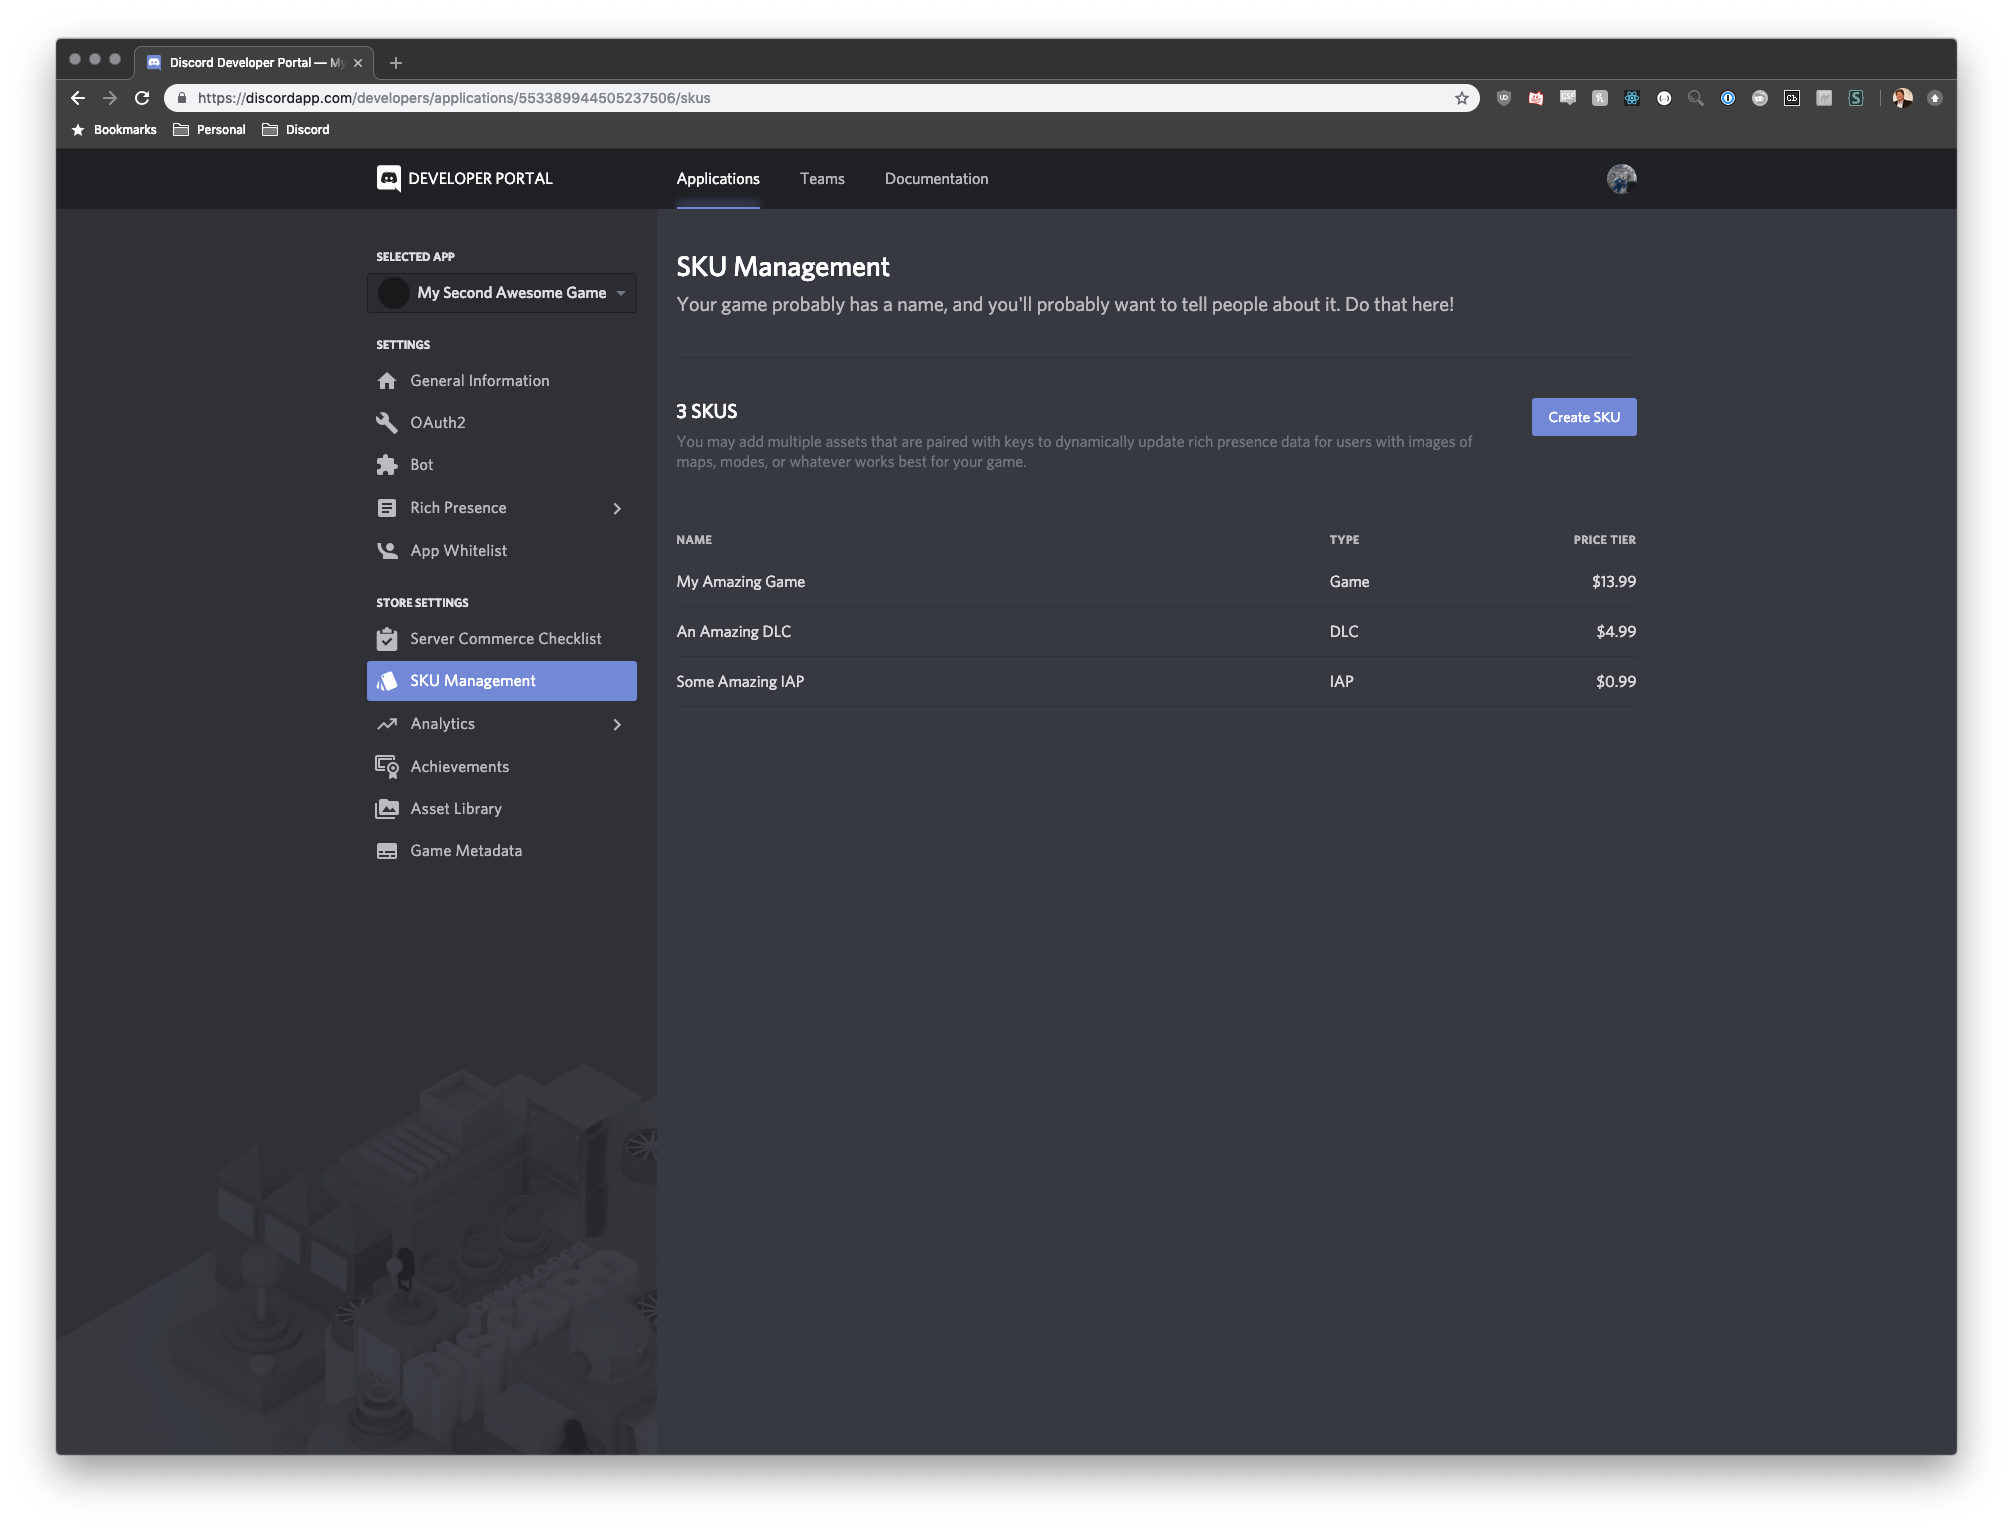 Discord Developer Portal — My
https://discordapp.com/developers/applications/553389944505237506/skus
Bookmarks
Personal
Discord
DEVELOPER PORTAL
Applications
Teams
Documentation
SELECTED APP
My Second Awesome Game
SETTINGS
General Information
OAuth2
Bot
Rich Presence
App Whitelist
STORE SETTINGS
Server Commerce Checklist
SKU Management
Analytics
Achievements
Asset Library
Game Metadata
SKU Management
Your game probably has a name, and you'll probably want to tell people about it. Do that here!
3 SKUS
Create SKU
You may add multiple assets that are paired with keys to dynamically update rich presence data for users with images of
maps, modes, or whatever works best for your game.
NAME TYPE PRICE TIER
My Amazing Game Game $13.99
An Amazing DLC DLC $4.99
Some Amazing IAP IAP $0.99